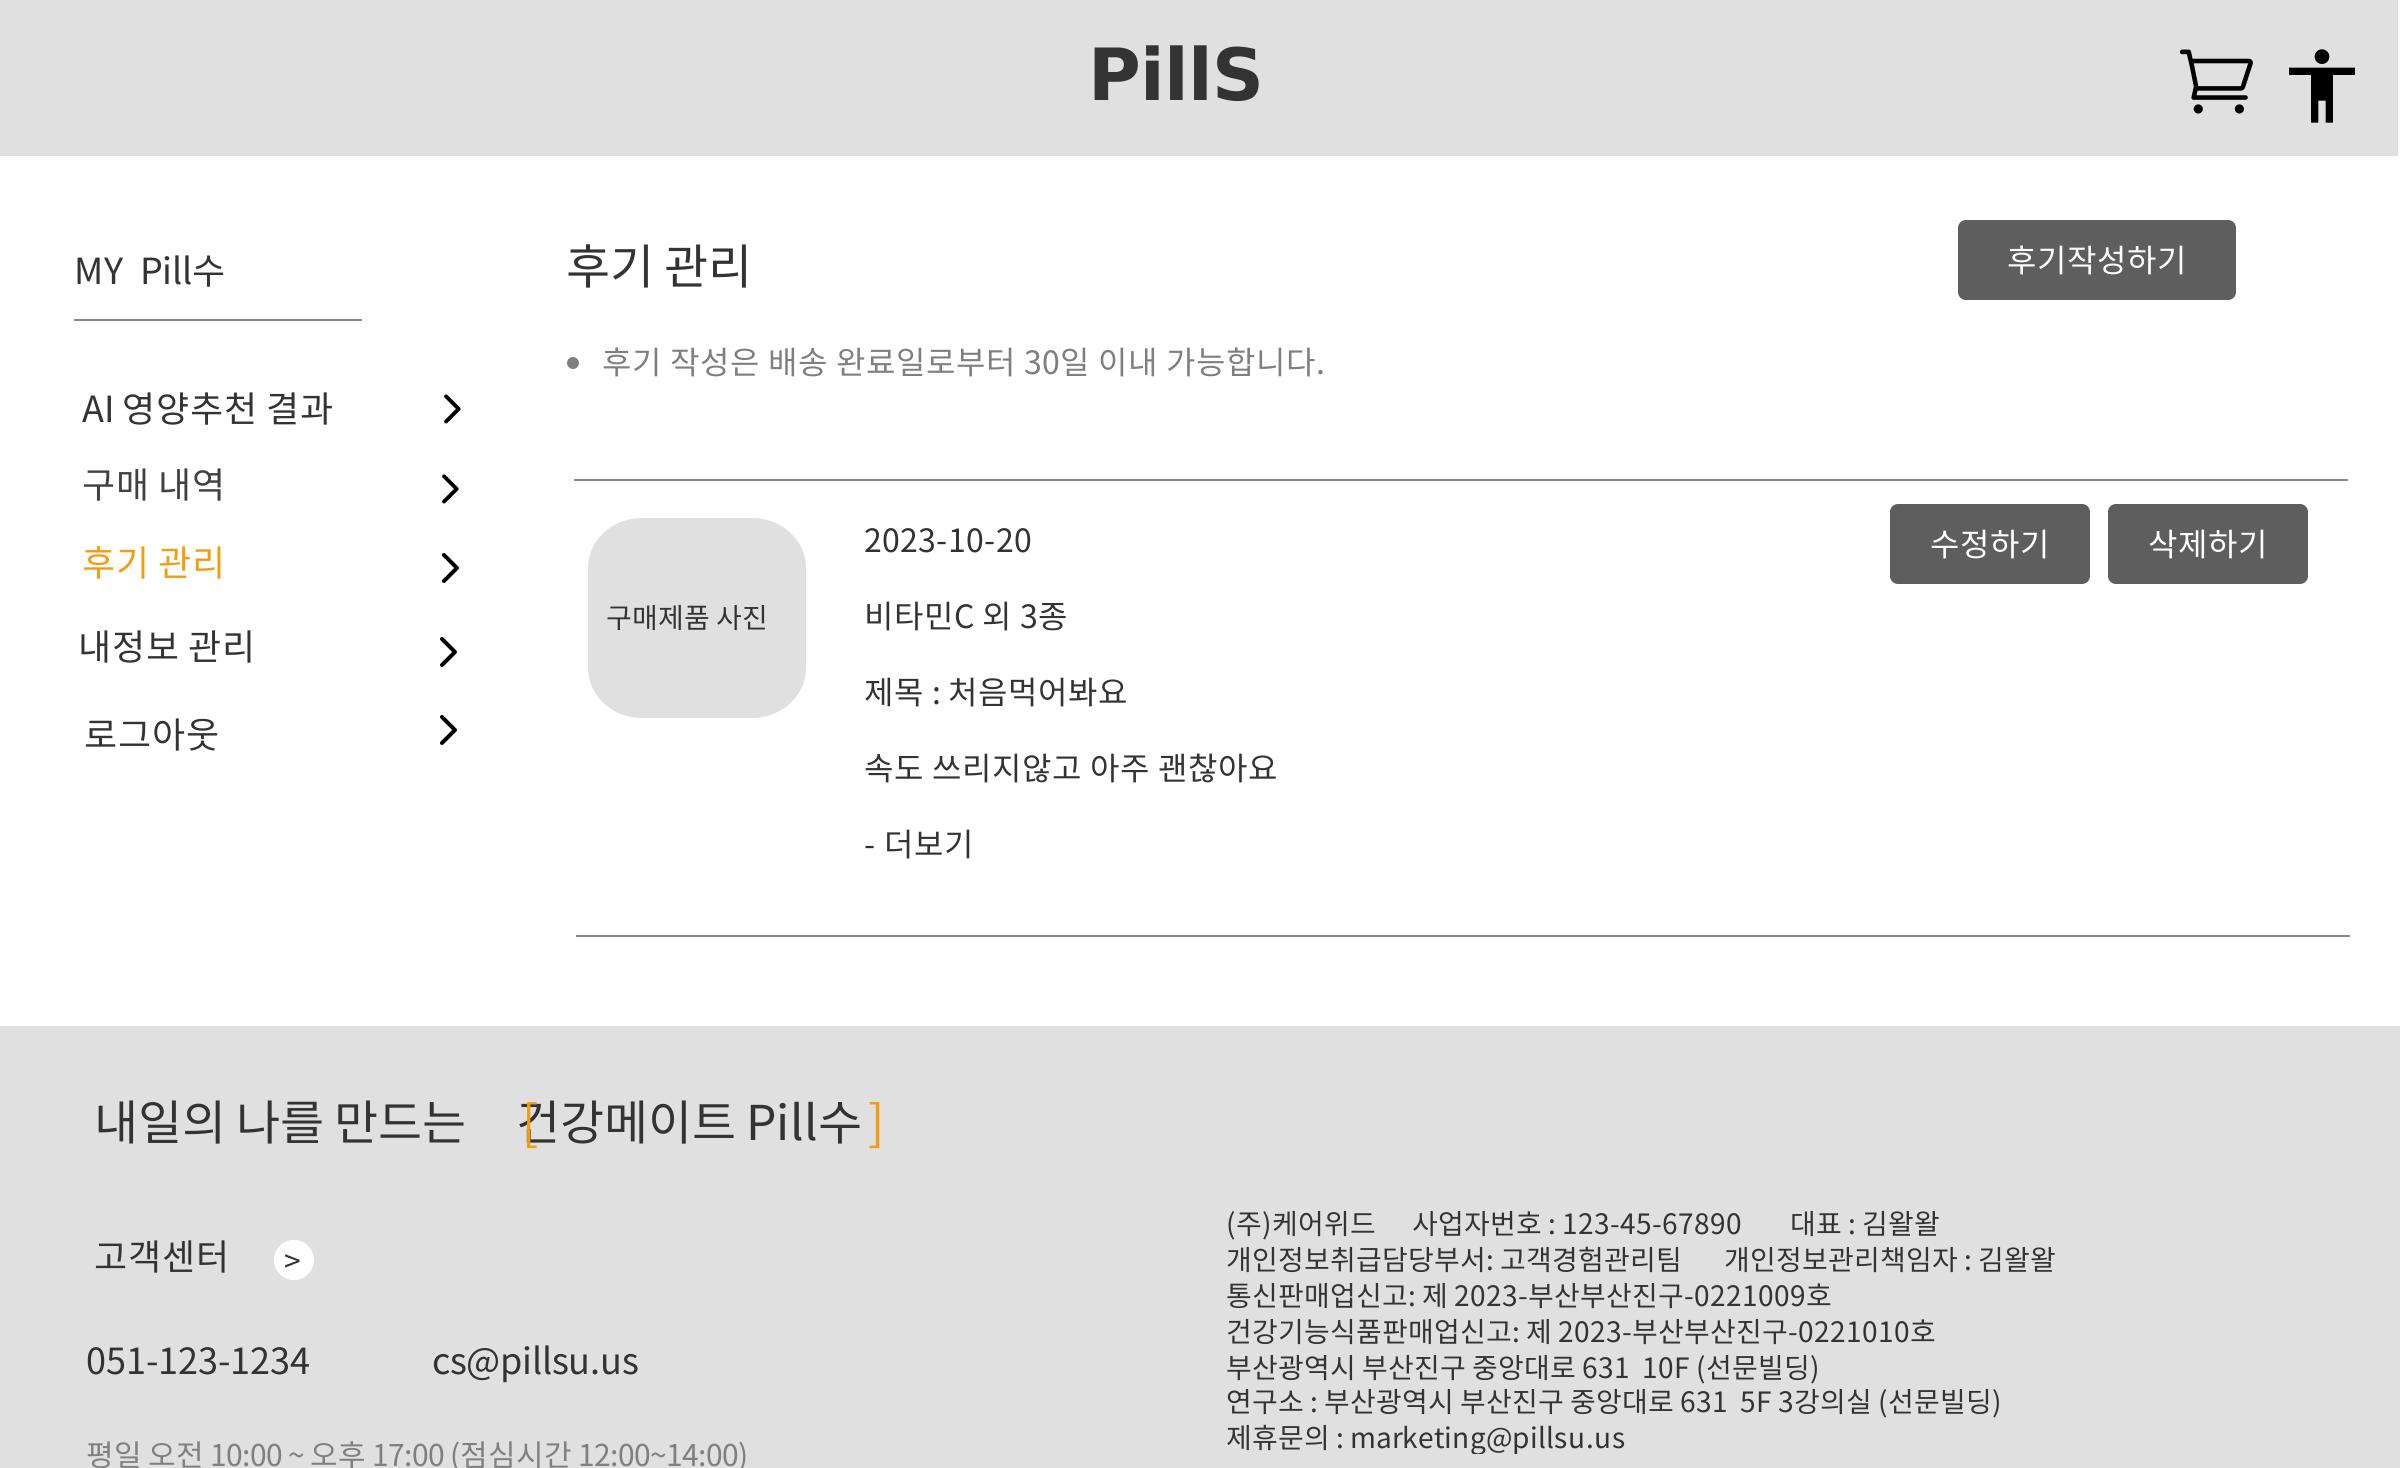 PillS
MY Pill수
AI 영양추천 결과
구매 내역
후기 관리
내정보 관리
로그아웃
후기 관리
후기작성하기
• 후기 작성은 배송 완료일로부터 30일 이내 가능합니다.
구매제품 사진
2023-10-20
비타민C 외 3종
제목 : 처음먹어봐요
속도 쓰리지않고 아주 괜찮아요
- 더보기
수정하기
삭제하기
내일의 나를 만드는 [건강메이트 Pill수 ]
고객센터 >
051-123-1234 cs@pillsu.us
평일 오전 10:00 ~ 오후 17:00 (점심시간 12:00~14:00)
(주)케어위드 사업자번호 : 123-45-67890 대표 : 김왈왈
개인정보취급담당부서: 고객경험관리팀 개인정보관리책임자 : 김왈왈
통신판매업신고: 제 2023-부산부산진구-0221009호
건강기능식품판매업신고: 제 2023-부산부산진구-0221010호
부산광역시 부산진구 중앙대로 631 10F (선문빌딩)
연구소 : 부산광역시 부산진구 중앙대로 631 5F 3강의실 (선문빌딩)
제휴문의 : marketing@pillsu.us